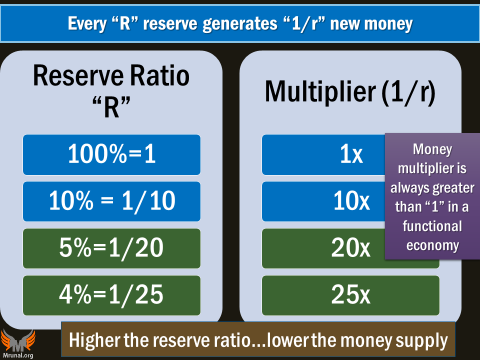 Every “R” reserve generates “1/r” new money
Reserve Ratio
“R”
100%=1
10% = 1/10
5%=1/20
4%=1/25
Multiplier (1/r)
1x
10x
20x
25x
Money
multiplier is
always greater
than “1” in a
functional
economy
Higher the reserve ratio...lower the money supply
Mrunal.org